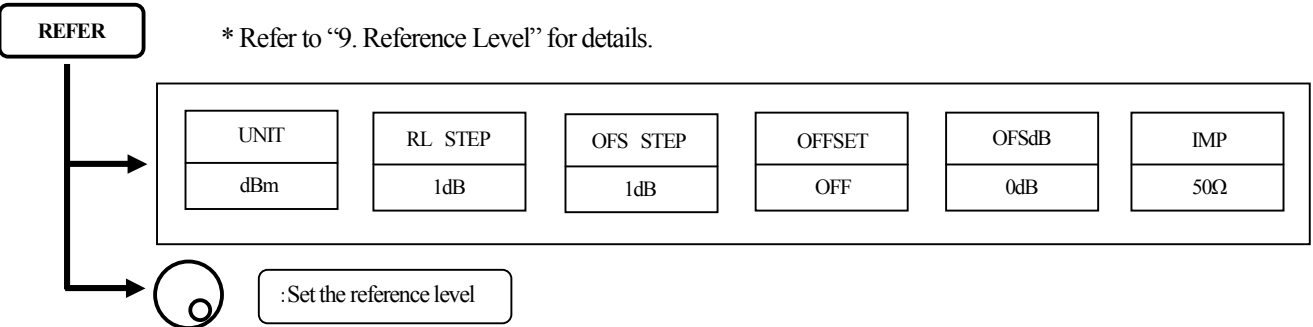 REFER
* Refer to “9. Reference Level” for details.
UNIT RL STEP OFS STEP OFFSET OFSdB IMP
dBm 1dB 1dB OFF 0dB 50Ω
:Set the reference level